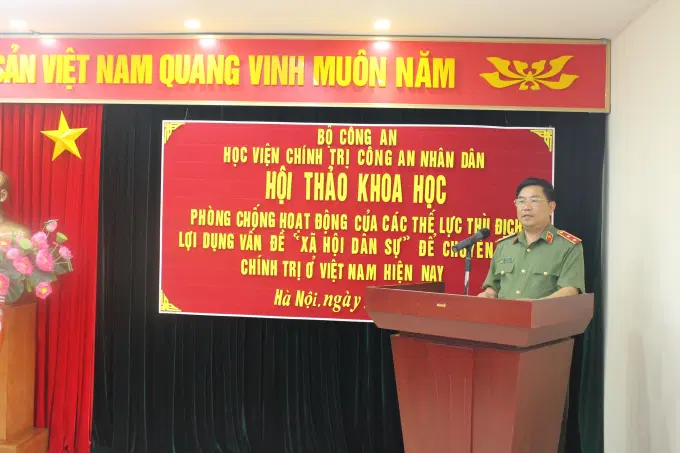 SẢN VIỆT NAM QUANG VINH MUÔN NĂM
BỘ CÔNG AN
HỌC VIỆN CHÍNH TRỊ CÔNG AN NHÂN DÂN
HỘI THẢO KHOA HỌC
PHÒNG CHỐNG HOẠT ĐỘNG CỦA CÁC THẾ LỰC THÙ ĐỊCH
LỢI DỤNG VẤN ĐỀ "XÃ HỘI DÂN SỰ" ĐỂ CHUYỂN
CHÍNH TRỊ Ở VIỆT NAM HIỆN NAY
Hà Nội, ngày